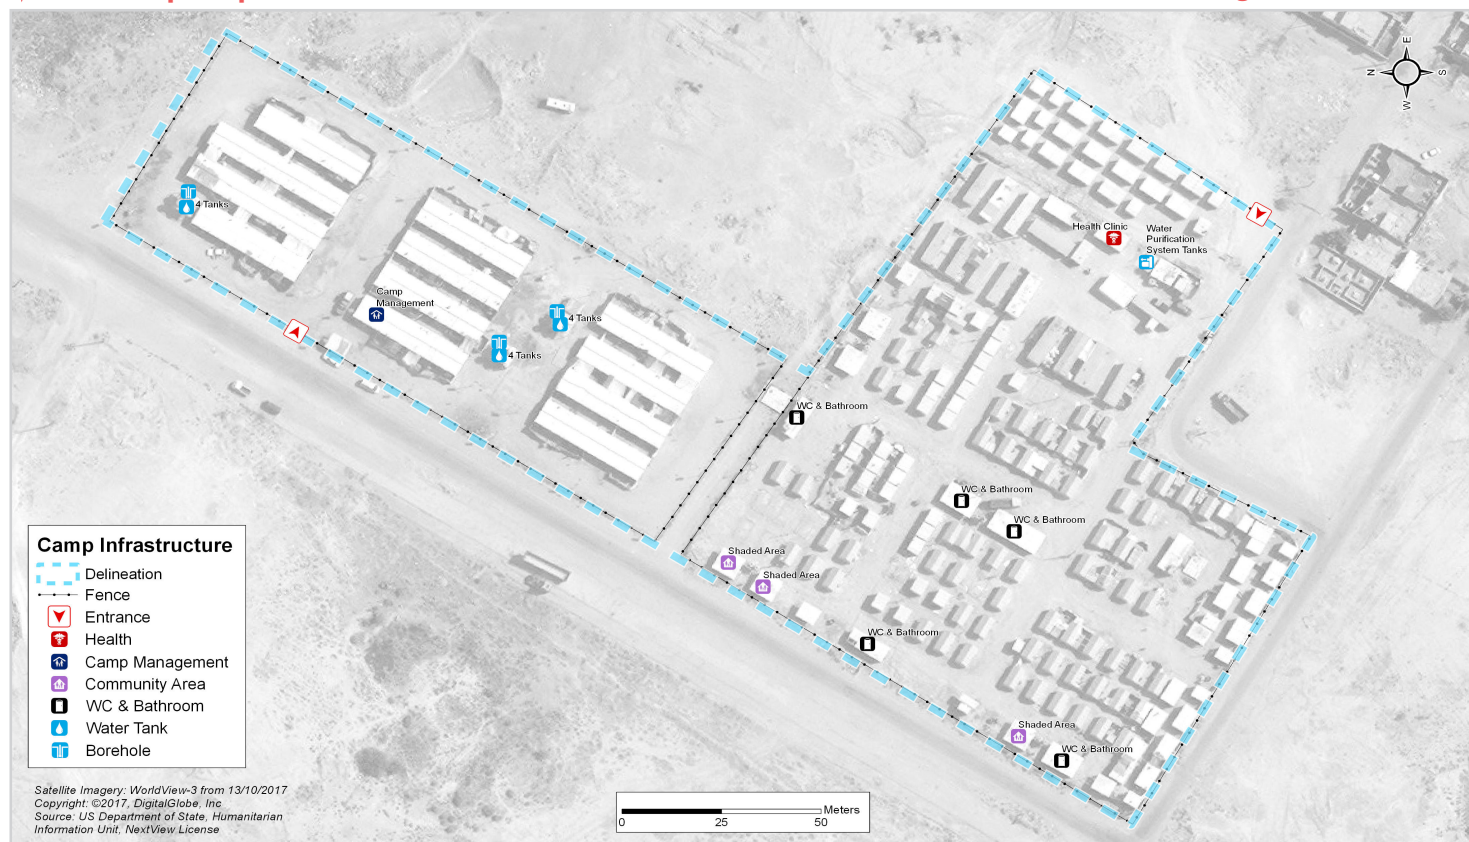 E
N
S
W
Health Clinic
Water
Purification
System Tanks
4 Tanks
Camp
Management
4 Tanks
4 Tanks
WC & Bathroom
WC & Bathroom
WC & Bathroom
Shaded Area
Shaded Area
WC & Bathroom
Shaded Area
WC & Bathroom
Camp Infrastructure
Delineation
Fence
Entrance
Health
Camp Management
Community Area
WC & Bathroom
Water Tank
Borehole
Satellite Imagery: WorldView-3 from 13/10/2017
Copyright: ©2017, DigitalGlobe, Inc
Source: US Department of State, Humanitarian
Information Unit, NextView License
Meters
0 25 50